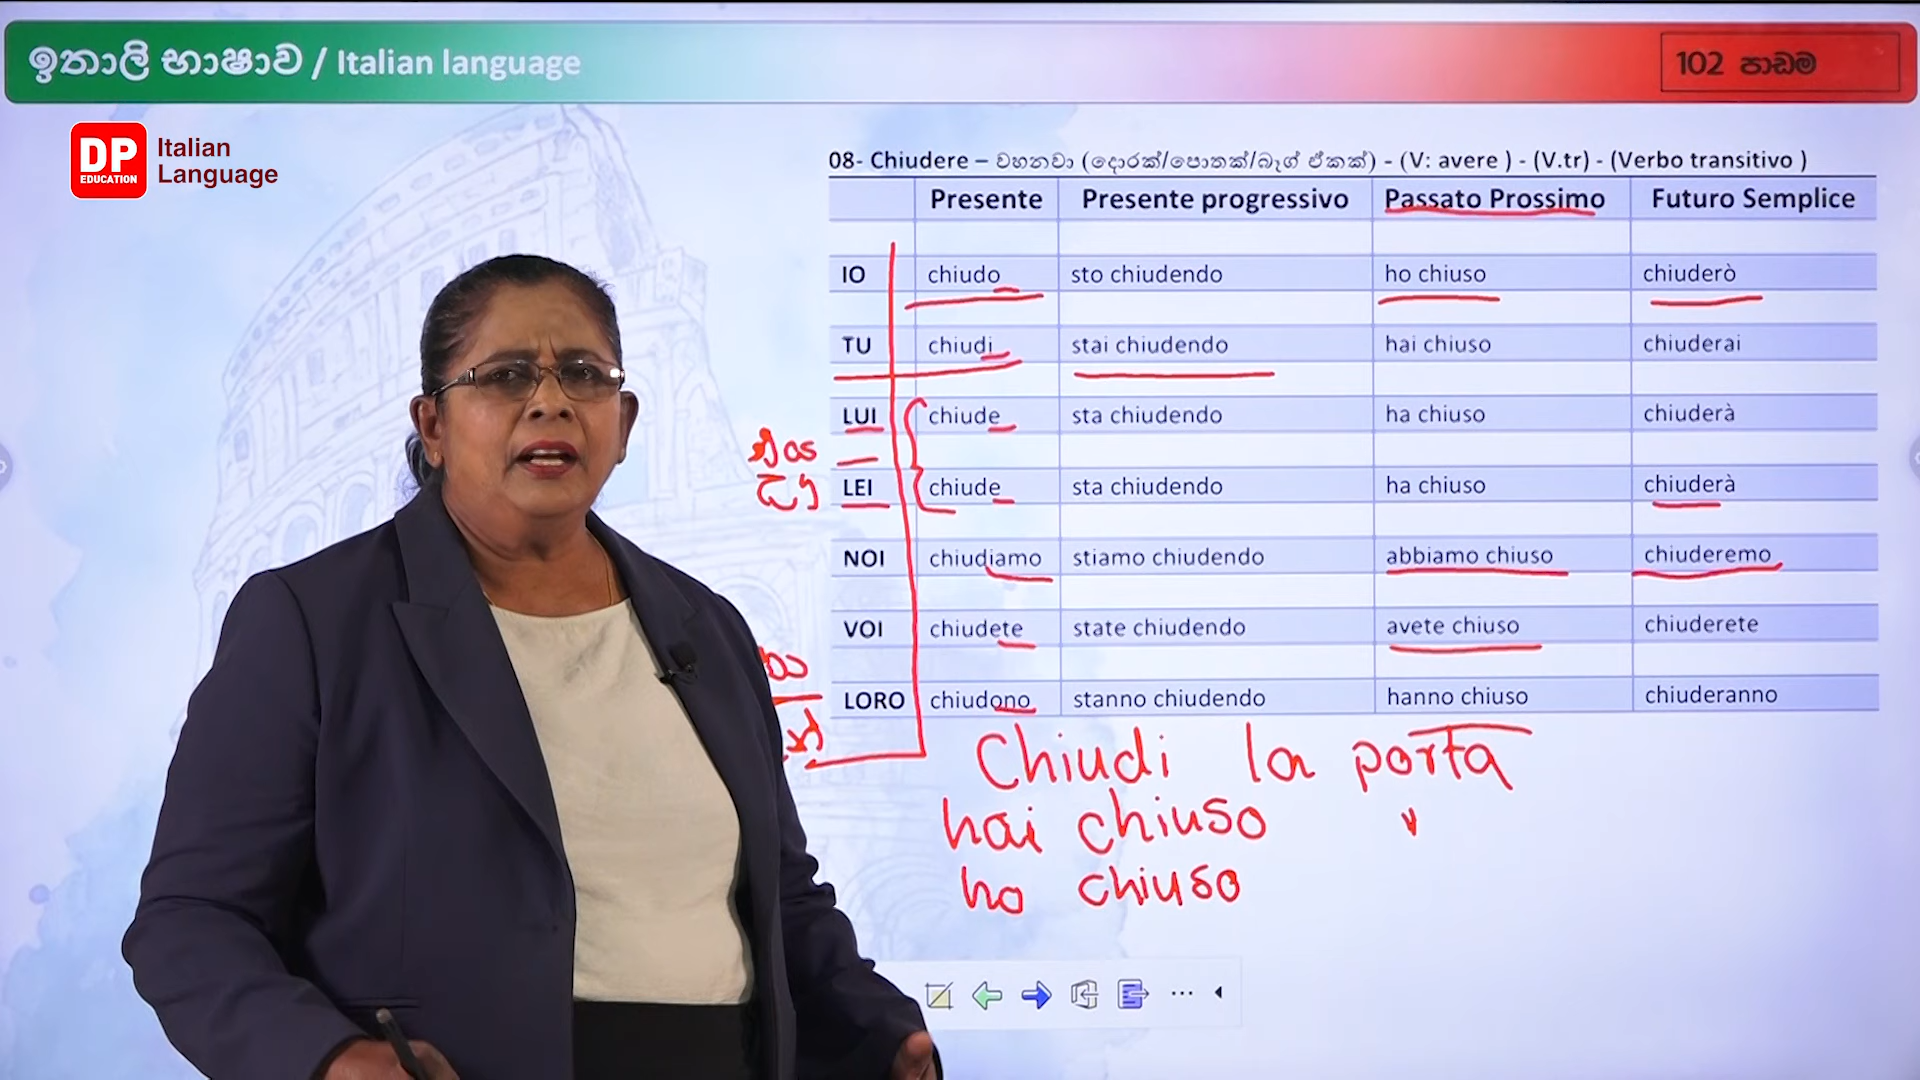 ඉතාලි භාෂාව / Italian language
102 පාඩම
DP
EDUCATION
Italian
Language
08- Chiudere – වහනවා (දොරක්/පොතක්/බෑග් ඒකක්) - (V: avere ) - (V.tr) - (Verbo transitivo )
Presente Presente progressivo Passato Prossimo Futuro Semplice
IO chiudo sto chiudendo ho chiuso chiuderò
TU chiudi stai chiudendo hai chiuso chiuderai
LUI chiude sta chiudendo ha chiuso chiuderà
LEI chiude sta chiudendo ha chiuso chiuderà
NOI chiudiamo stiamo chiudendo abbiamo chiuso chiuderemo
VOI chiudete state chiudendo avete chiuso chiuderete
LORO chiudono stanno chiudendo hanno chiuso chiuderanno
Chiudi la porta
hai chiuso
ho chiuso